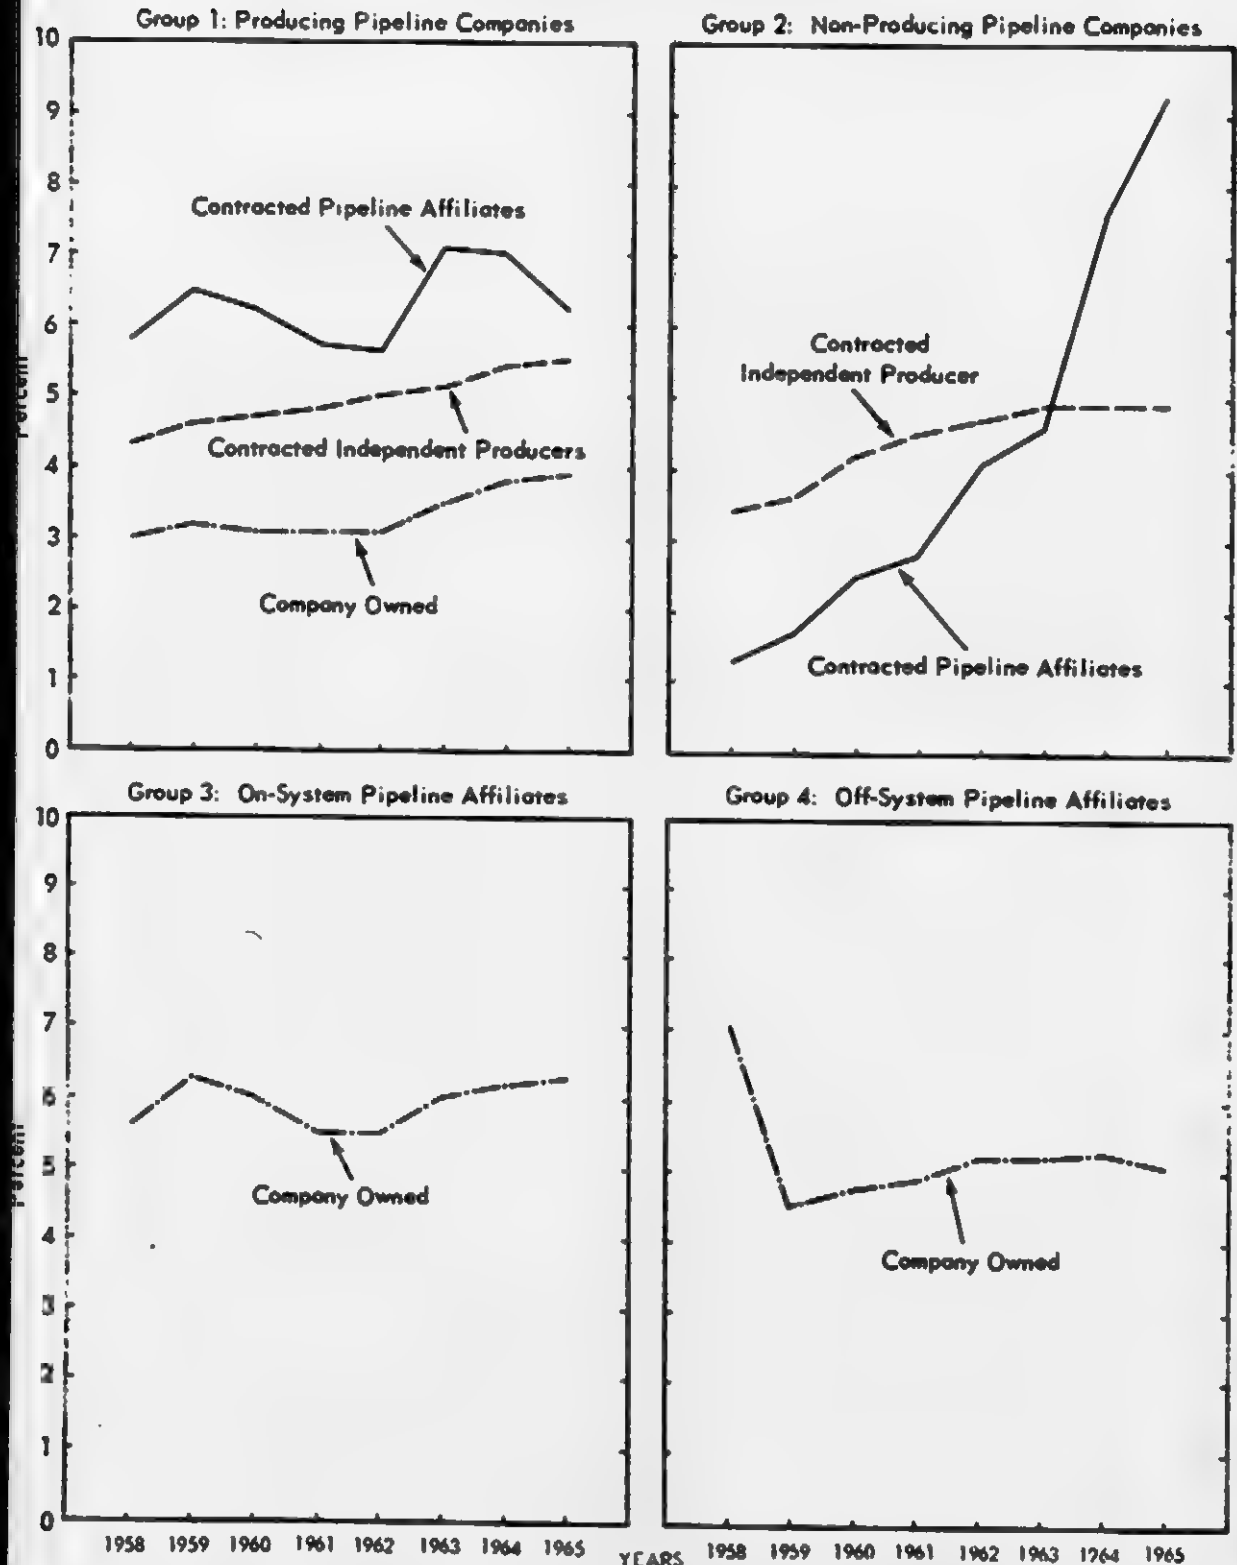 Group 1: Producing Pipeline Companies
Group 2: Non-Producing Pipeline Companies
10
9
8
7
6
5
4
3
2
1
0
Percent
Contracted Pipeline Affiliates
Contracted Independent Producers
Company Owned
Contracted
Independent Producer
Contracted Pipeline Affiliates
Group 3: On-System Pipeline Affiliates
Group 4: Off-System Pipeline Affiliates
10
9
8
7
6
5
4
3
2
1
0
Percent
Company Owned
Company Owned
1958 1959 1960 1961 1962 1963 1964 1965
YEARS
1958 1959 1960 1961 1962 1963 1764 1965